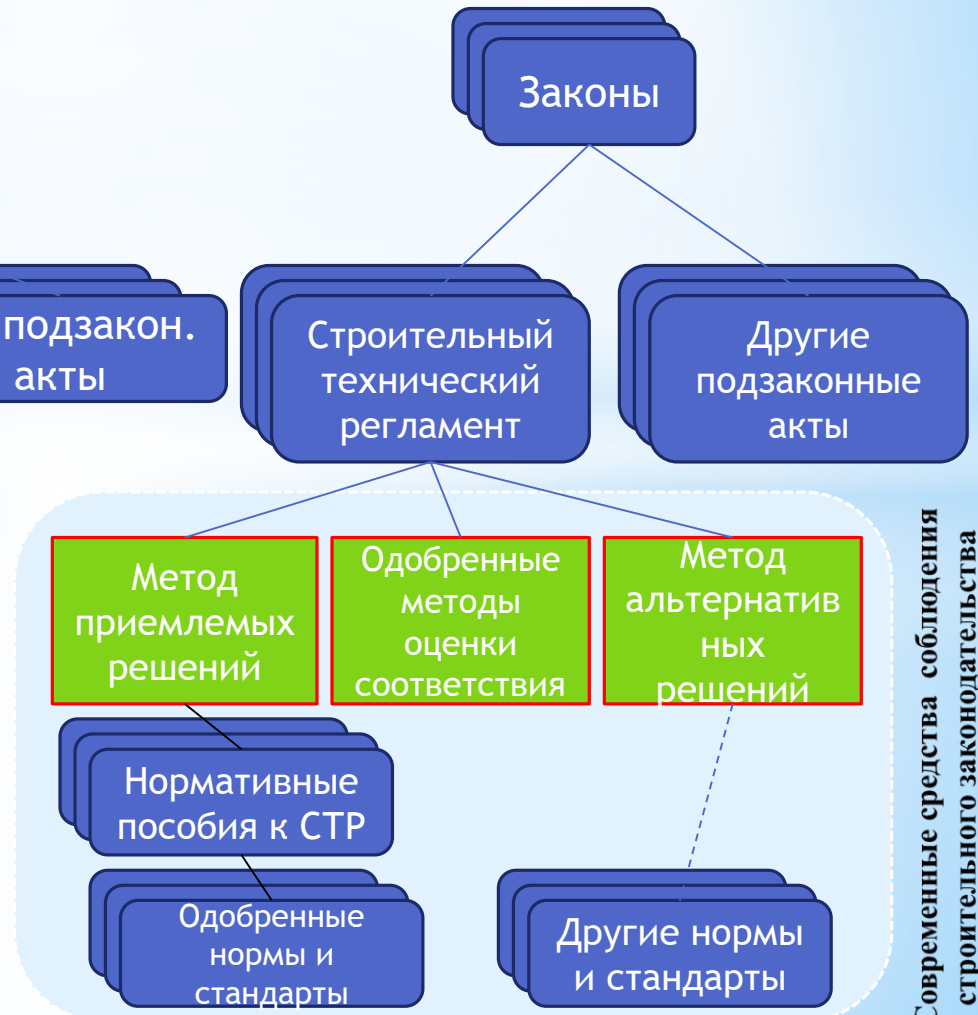 Законы
подзакон.
акты
Строительный
технический
регламент
Другие
подзаконные
акты
Метод
приемлемых
решений
Одобренные
методы
оценки
соответствия
Метод
альтернатив
ных
решений
Нормативные
пособия к СТР
Одобренные
нормы и
стандарты
Другие нормы
и стандарты
Современные средства соблюдения
строительного законодательства